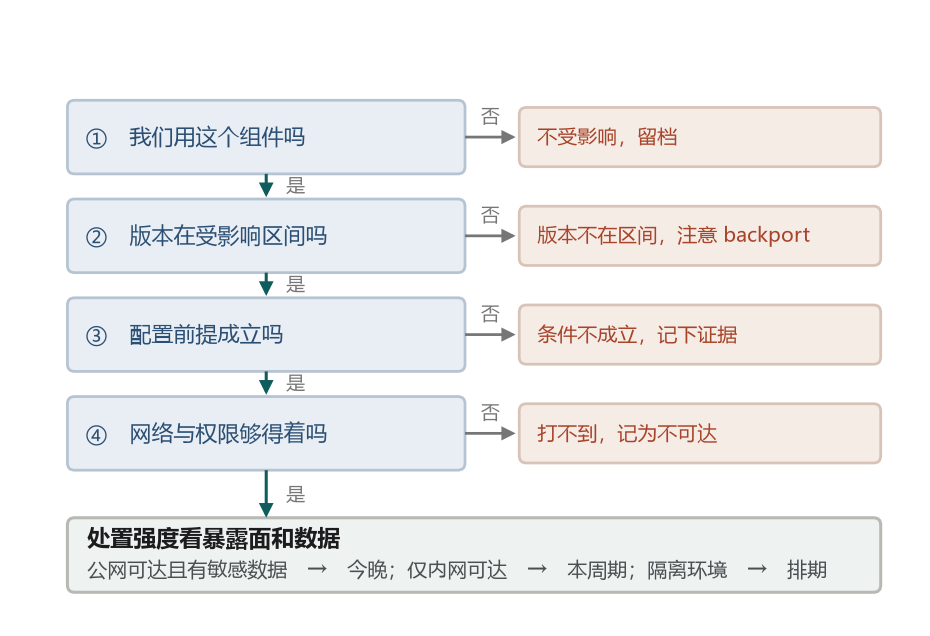 ① 我们用这个组件吗
否
不受影响，留档
是
② 版本在受影响区间吗
否
版本不在区间，注意 backport
是
③ 配置前提成立吗
否
条件不成立，记下证据
是
④ 网络与权限够得着吗
否
打不到，记为不可达
是
处置强度看暴露面和数据
公网可达且有敏感数据 → 今晚；仅内网可达 → 本周期；隔离环境 → 排期